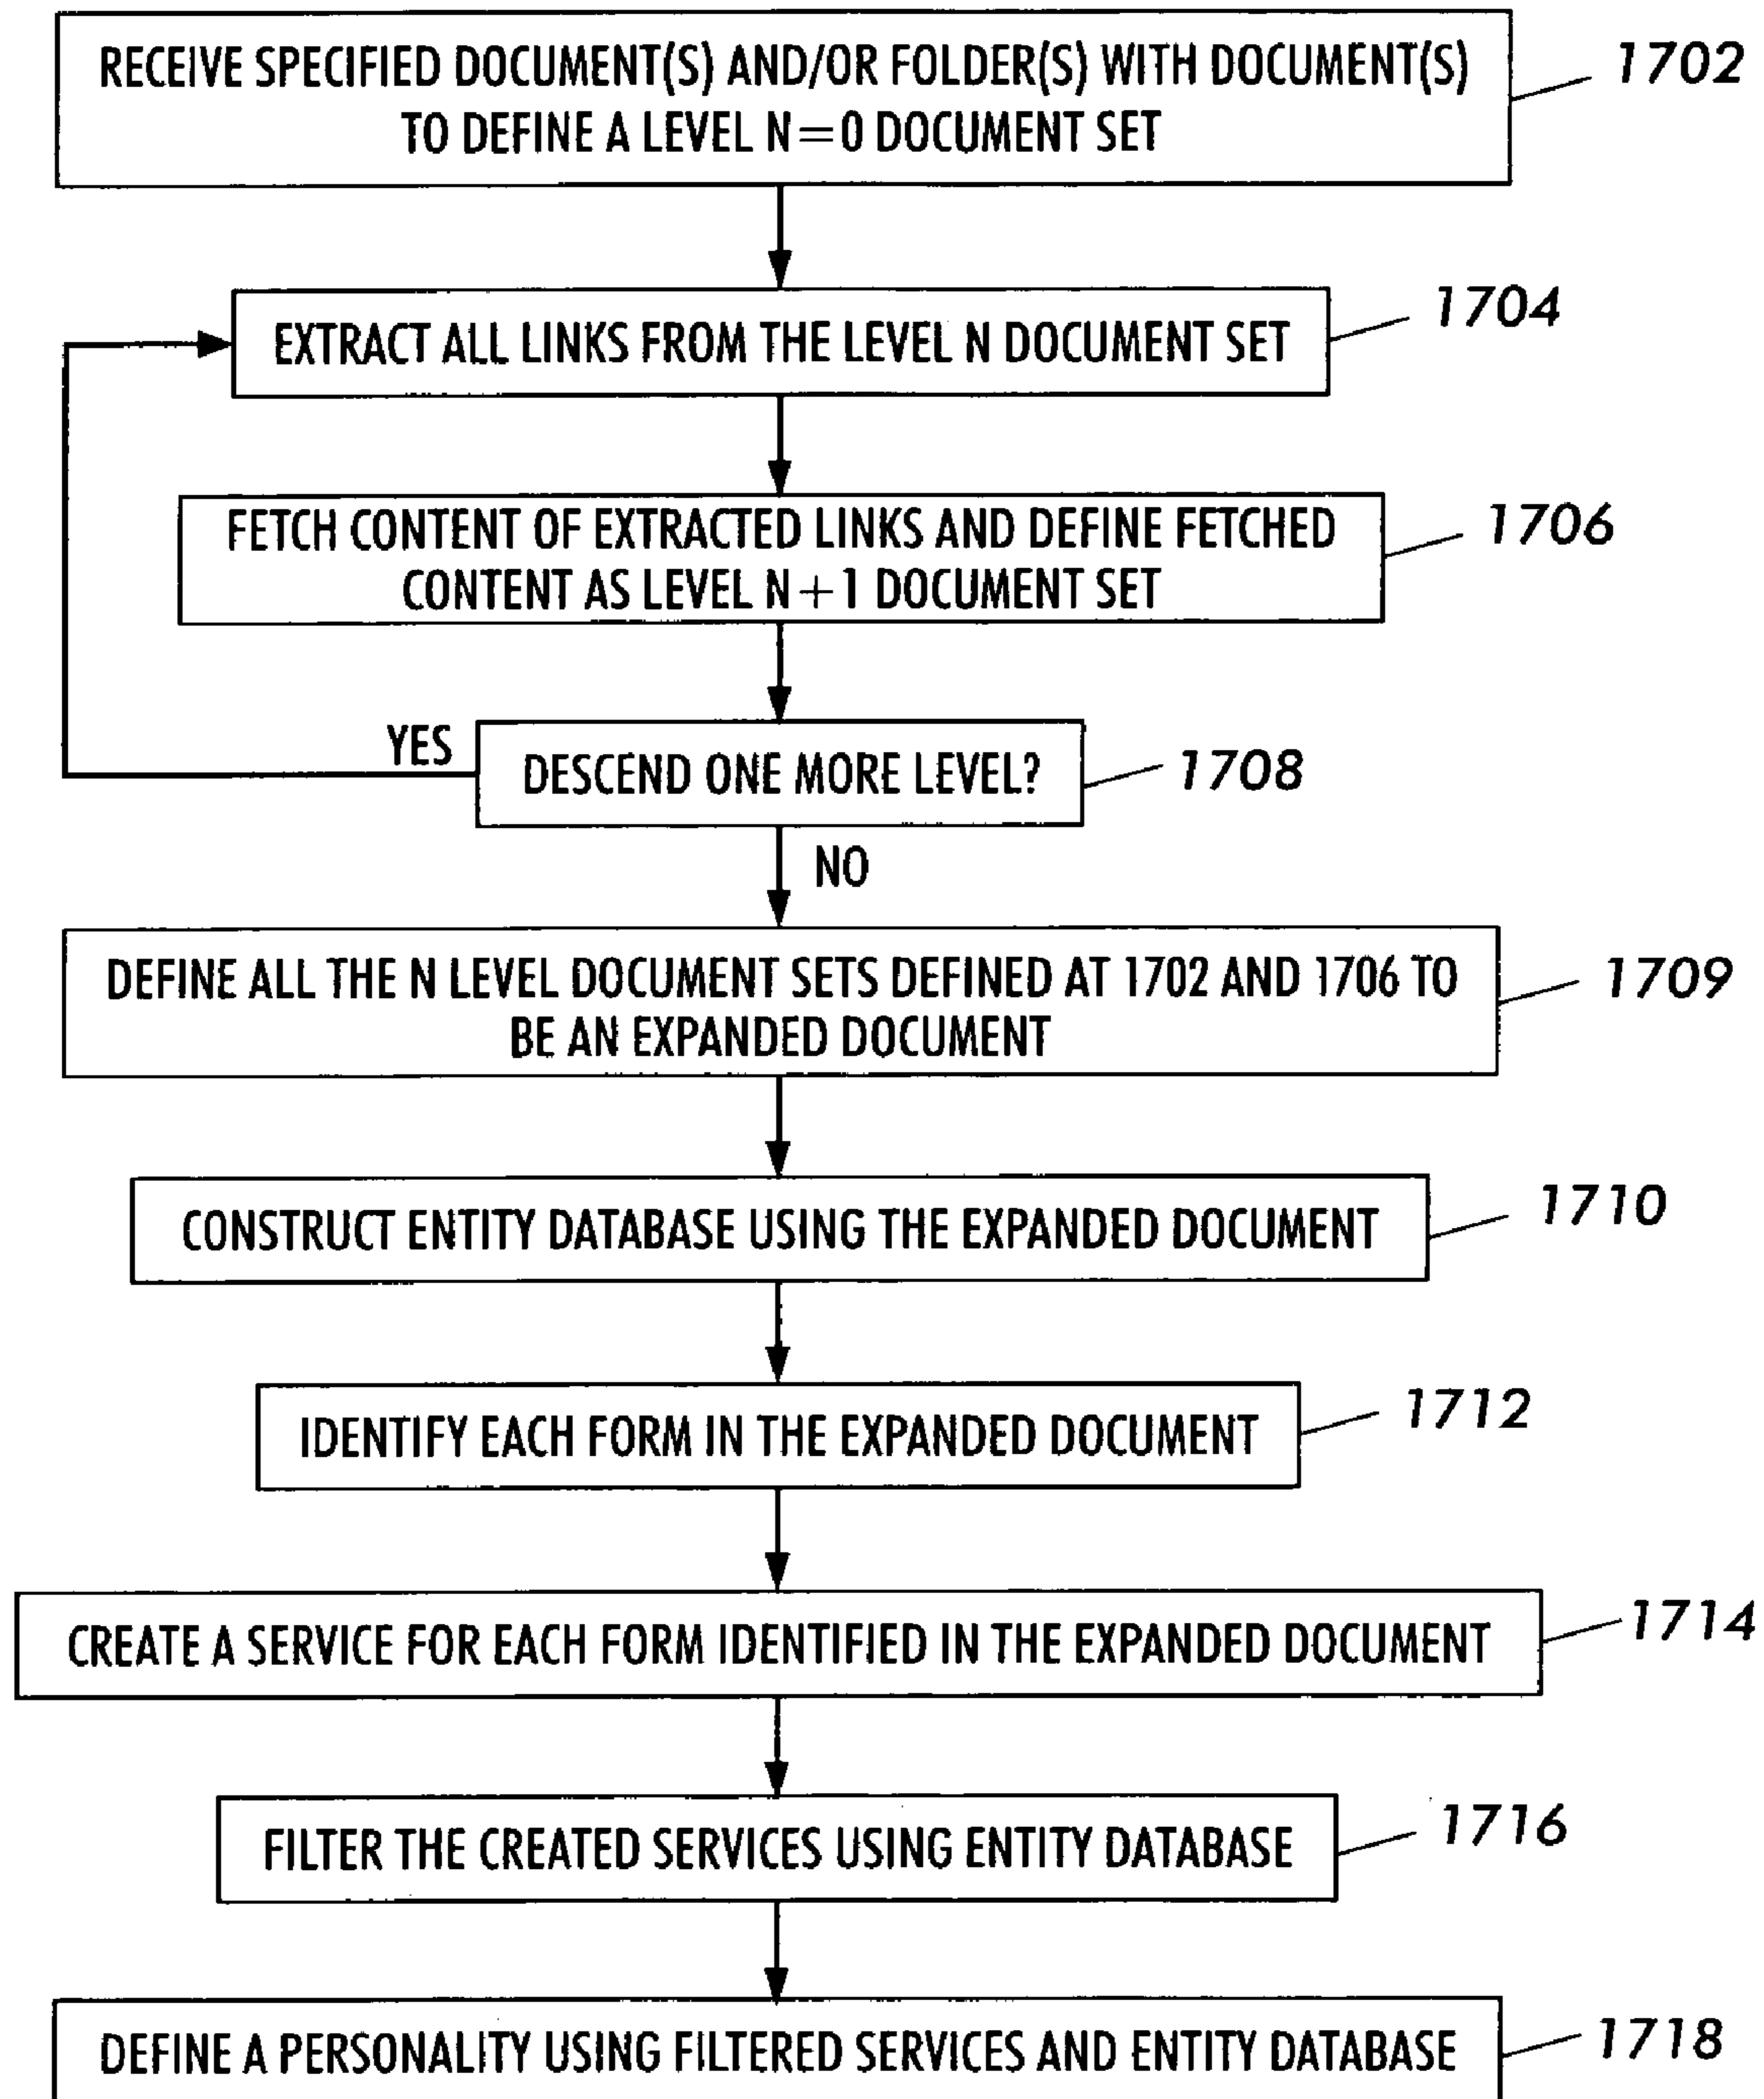 RECEIVE SPECIFIED DOCUMENT(S) AND/OR FOLDER(S) WITH DOCUMENT(S)
TO DEFINE A LEVEL N=0 DOCUMENT SET
1702
EXTRACT ALL LINKS FROM THE LEVEL N DOCUMENT SET
1704
FETCH CONTENT OF EXTRACTED LINKS AND DEFINE FETCHED
CONTENT AS LEVEL N+1 DOCUMENT SET
1706
YES
DESCEND ONE MORE LEVEL?
1708
NO
DEFINE ALL THE N LEVEL DOCUMENT SETS DEFINED AT 1702 AND 1706 TO
BE AN EXPANDED DOCUMENT
1709
CONSTRUCT ENTITY DATABASE USING THE EXPANDED DOCUMENT
1710
IDENTIFY EACH FORM IN THE EXPANDED DOCUMENT
1712
CREATE A SERVICE FOR EACH FORM IDENTIFIED IN THE EXPANDED DOCUMENT
1714
FILTER THE CREATED SERVICES USING ENTITY DATABASE
1716
DEFINE A PERSONALITY USING FILTERED SERVICES AND ENTITY DATABASE
1718